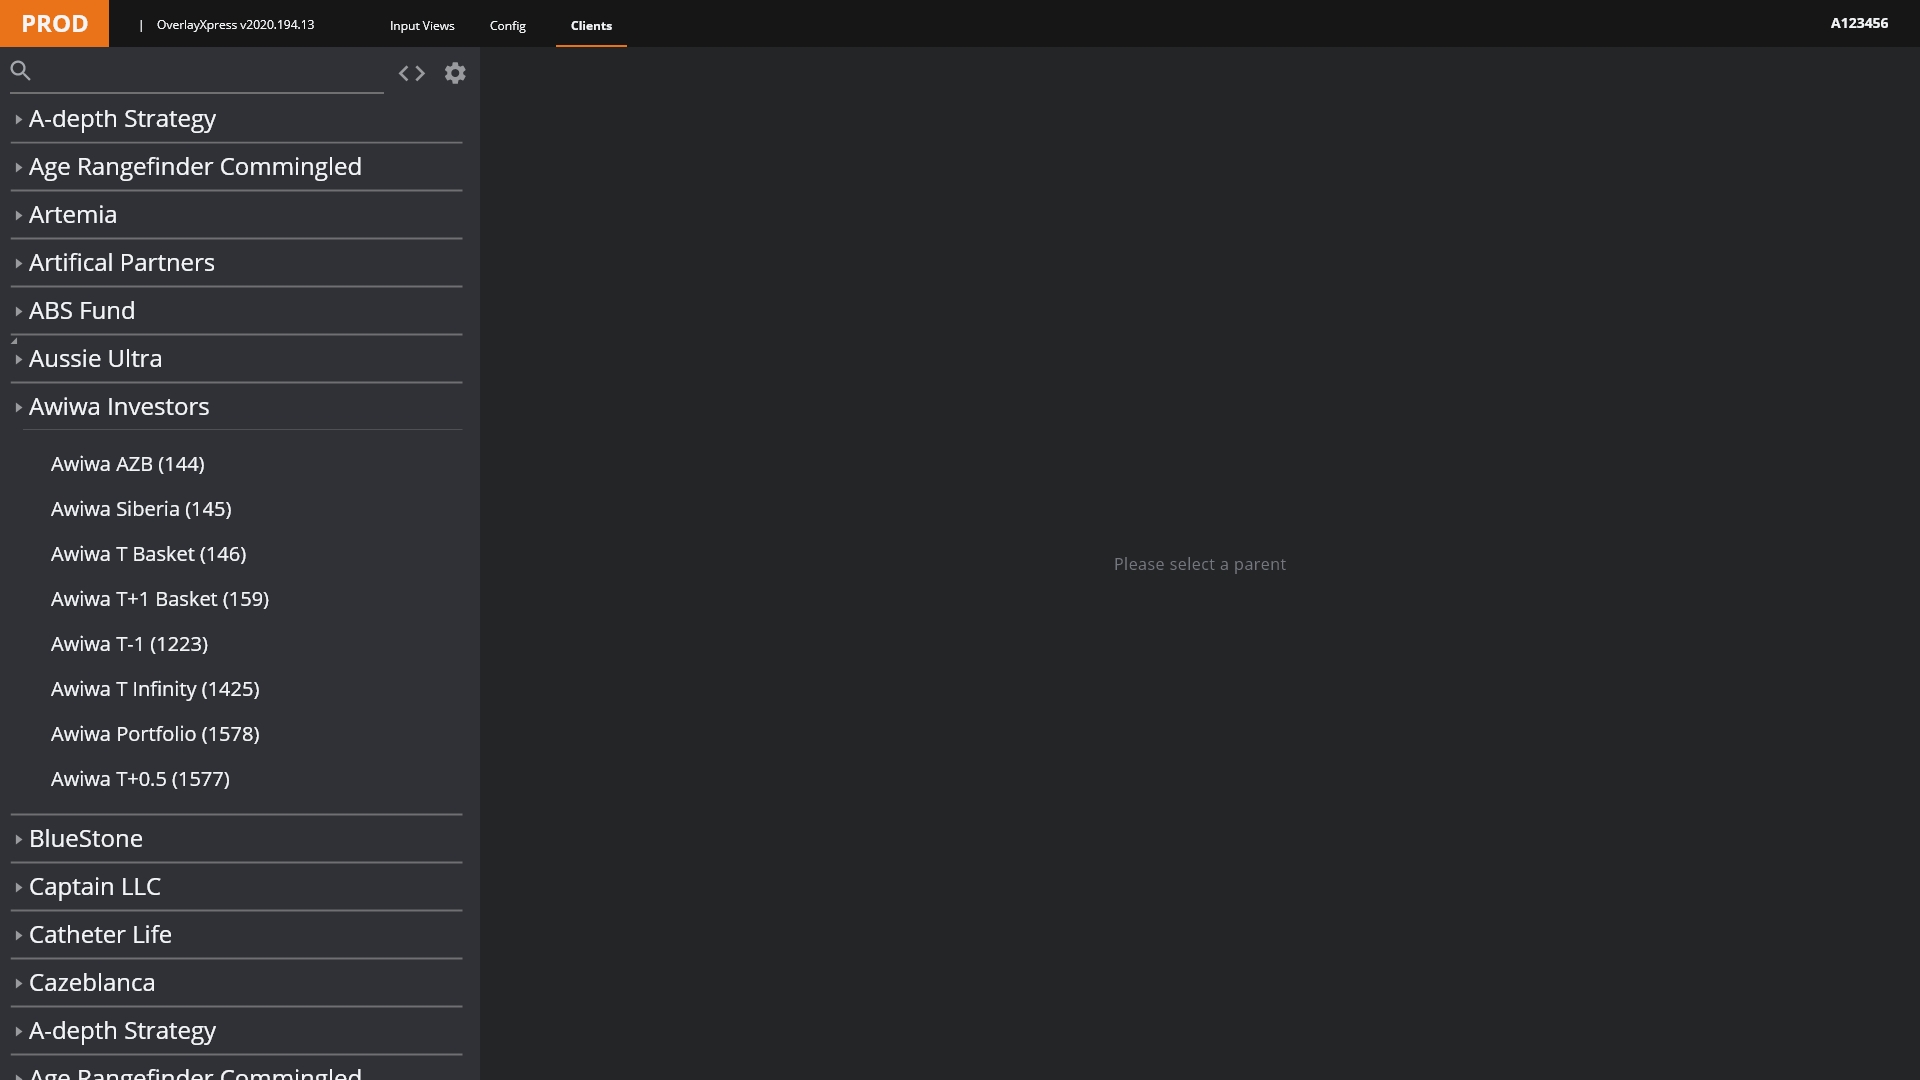 PROD | OverlayXpress v2020.194.13 Input Views Config Clients A123456
A-depth Strategy
Age Rangefinder Commingled
Artemia
Artifical Partners
ABS Fund
Aussie Ultra
Awiwa Investors
Awiwa AZB (144)
Awiwa Siberia (145)
Awiwa T Basket (146)
Please select a parent
Awiwa T+1 Basket (159)
Awiwa T-1 (1223)
Awiwa T Infinity (1425)
Awiwa Portfolio (1578)
Awiwa T+0.5 (1577)
BlueStone
Captain LLC
Catheter Life
Cazeblanca
A-depth Strategy
Age Rangefinder Commingled